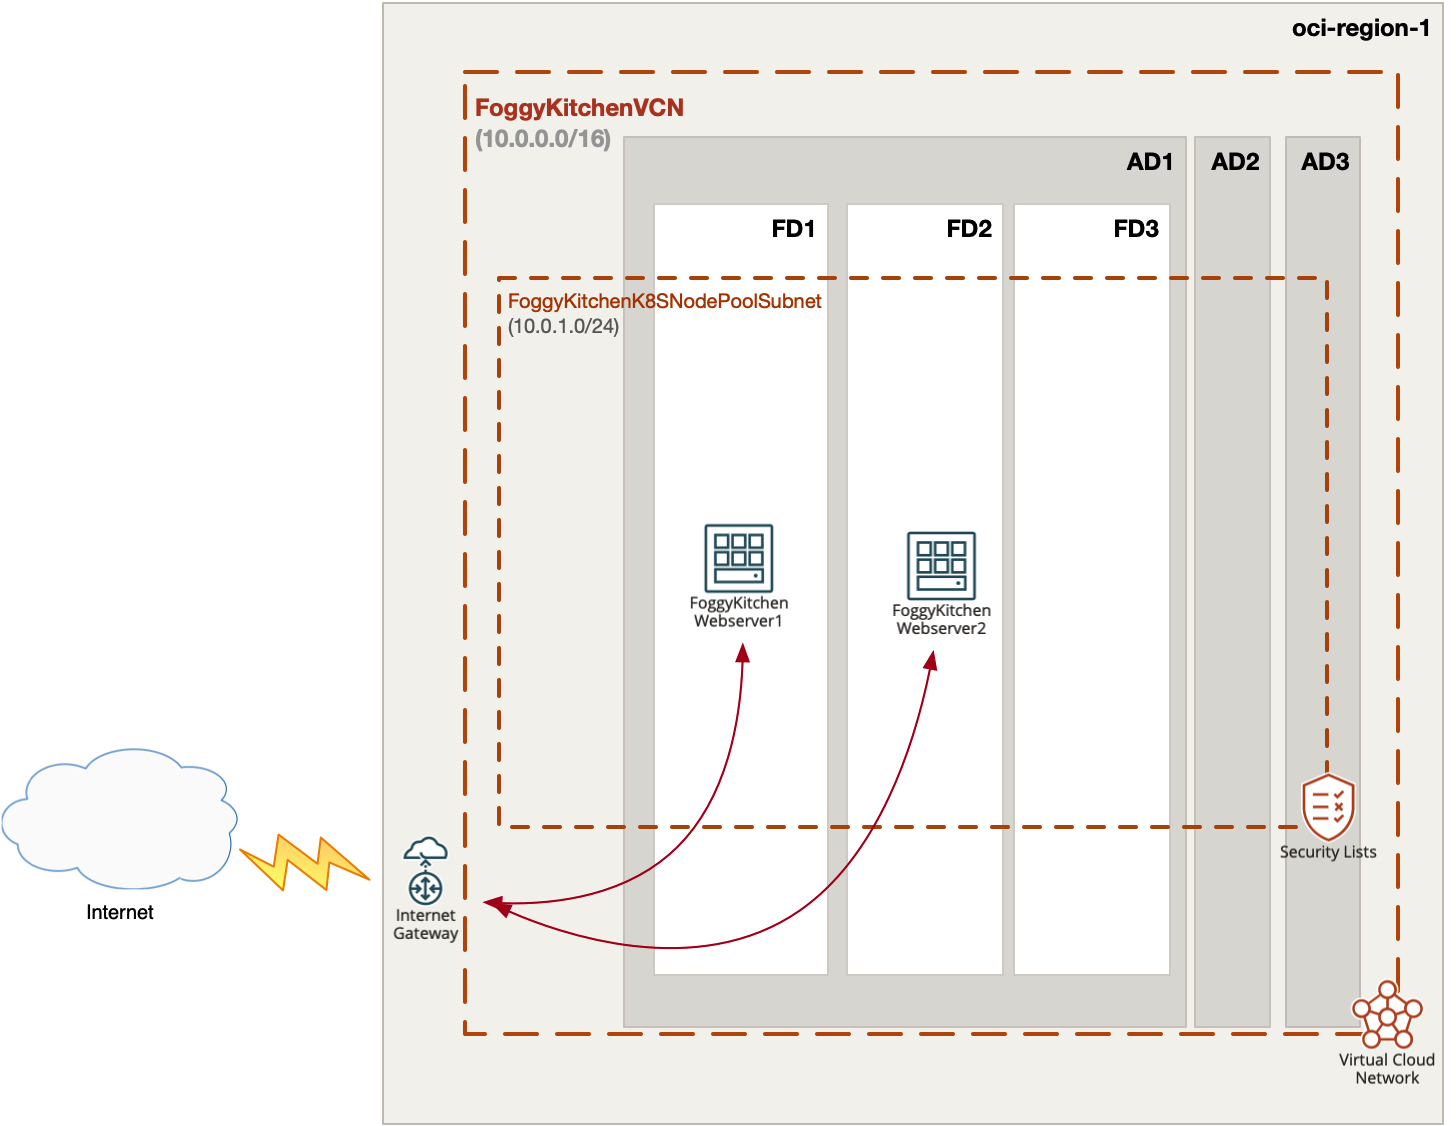 oci-region-1
FoggyKitchenVCN
(10.0.0.0/16)
AD1
AD2
AD3
FD1
FD2
FD3
FoggyKitchenK8SNodePoolSubnet
(10.0.1.0/24)
FoggyKitchen
Webserver1
FoggyKitchen
Webserver2
Security Lists
Internet
Internet
Gateway
Virtual Cloud
Network